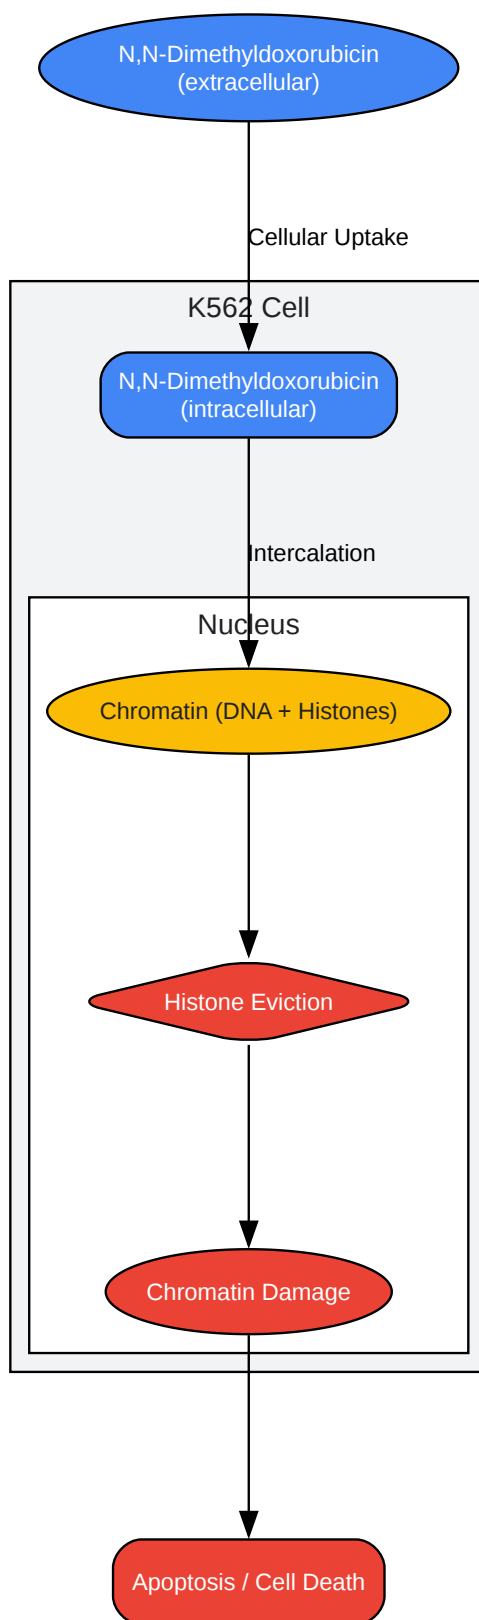 N,N-Dimethyldoxorubicin
(extracellular)
Cellular Uptake
K562 Cell
N,N-Dimethyldoxorubicin
(intracellular)
Intercalation
Nucleus
Chromatin (DNA + Histones)
Histone Eviction
Chromatin Damage
Apoptosis / Cell Death